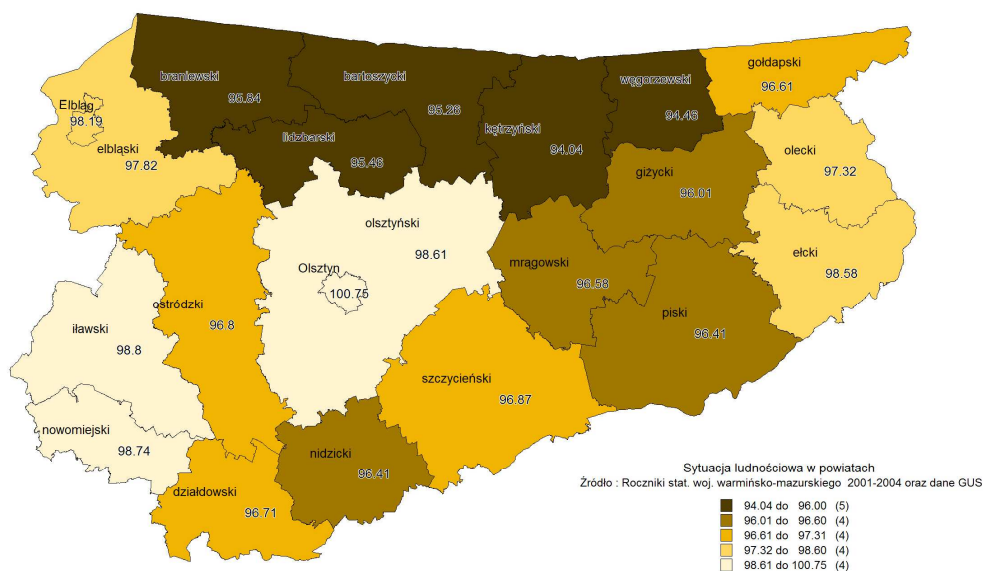 braniewski
95.84
bartoszycki
95.26
węgorzowski
94.46
gołdapski
96.61
Elbląg
98.19
elbląski
97.82
lidzbarski
95.46
kętrzyński
94.04
giżycki
96.01
olecki
97.32
olsztyński
98.61
mrągowski
96.58
ełcki
98.58
Olsztyn
100.75
ostródzki
96.8
iławski
98.8
piski
96.41
szczycieński
96.87
nowomiejski
98.74
nidzicki
96.41
działdowski
96.71
Sytuacja ludnościowa w powiatach
Źródło : Roczniki stat. woj. warmińsko-mazurskiego 2001-2004 oraz dane GUS
94.04 do 96.00 (5)
96.01 do 96.60 (4)
96.61 do 97.31 (4)
97.32 do 98.60 (4)
98.61 do 100.75 (4)